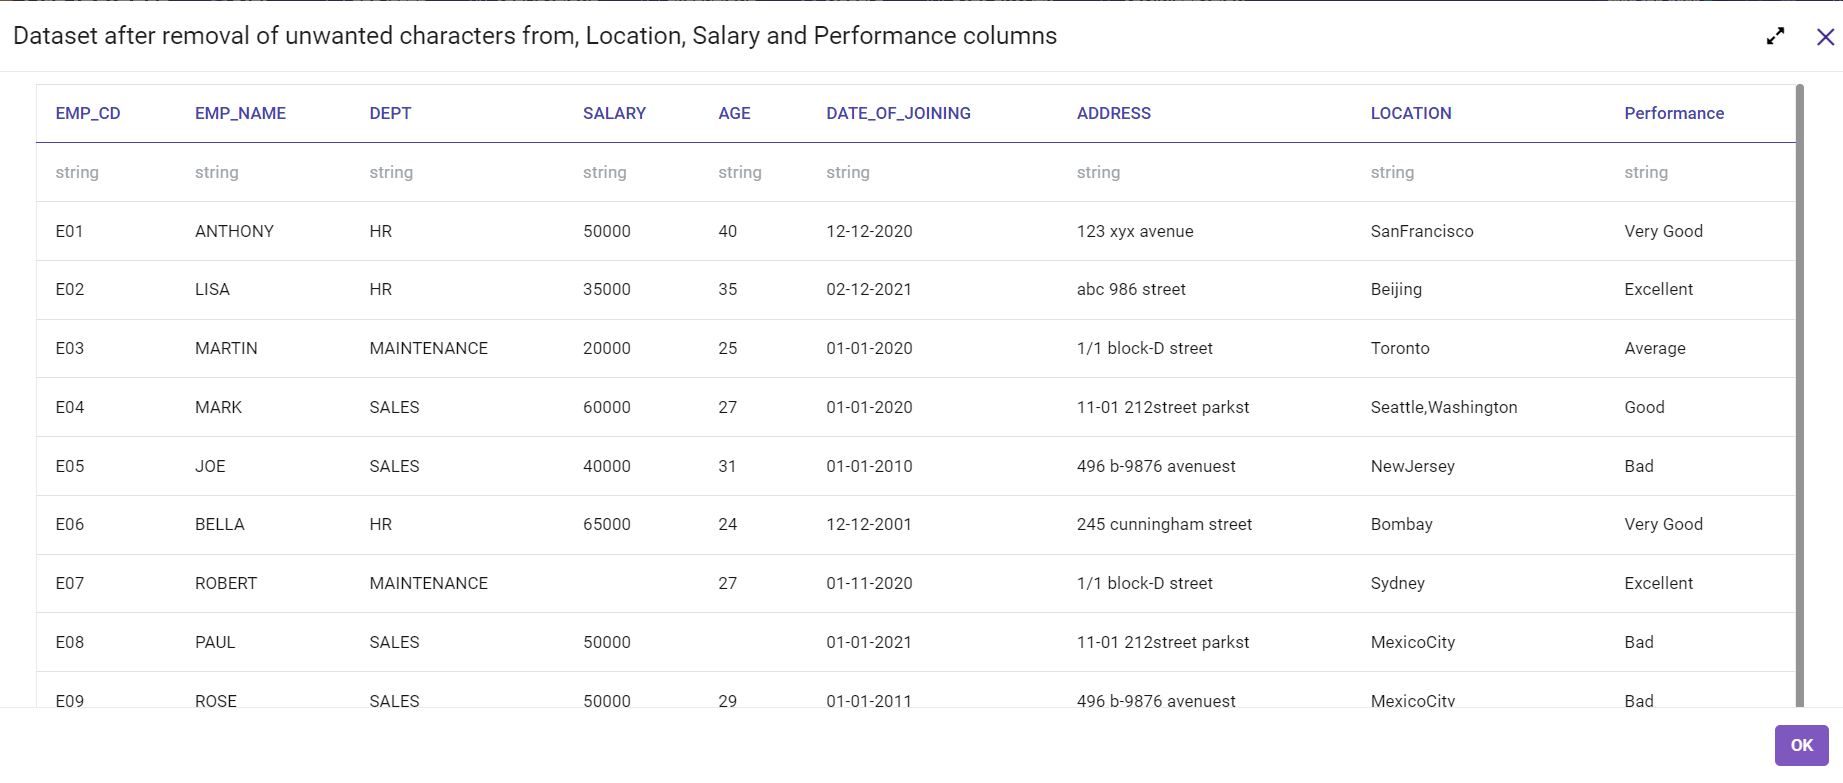 Dataset after removal of unwanted characters from, Location, Salary and Performance columns
EMP_CD EMP_NAME DEPT SALARY AGE DATE_OF_JOINING ADDRESS LOCATION Performance
string string string string string string string string string
E01 ANTHONY HR 50000 40 12-12-2020 123 xyx avenue SanFrancisco Very Good
E02 LISA HR 35000 35 02-12-2021 abc 986 street Beijing Excellent
E03 MARTIN MAINTENANCE 20000 25 01-01-2020 1/1 block-D street Toronto Average
E04 MARK SALES 60000 27 01-01-2020 11-01 212street parkst Seattle,Washington Good
E05 JOE SALES 40000 31 01-01-2010 496 b-9876 avenuest NewJersey Bad
E06 BELLA HR 65000 24 12-12-2001 245 cunningham street Bombay Very Good
E07 ROBERT MAINTENANCE 27 01-11-2020 1/1 block-D street Sydney Excellent
E08 PAUL SALES 50000 01-01-2021 11-01 212street parkst MexicoCity Bad
E09 ROSE SALES 50000 29 01-01-2011 496 b-9876 avenuest MexicoCity Bad
OK